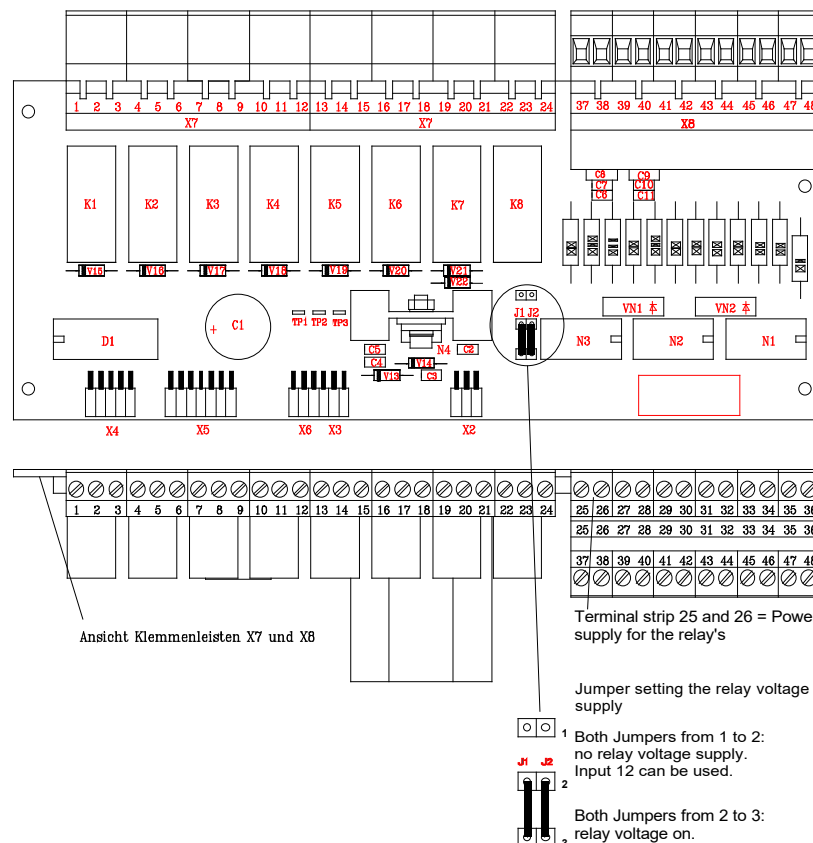 37 38 39 40 41 42 43 44 45 46 47 48
1 2 3 4 5 6 7 8 9 10 11 12 13 14 15 16 17 18 19 20 21 22 23 24
X7 X7 X8
C8 C9
C7 C10
C6 C11
K1 K2 K3 K4 K5 K6 K7 K8
V15 V16 V17 V18 V19 V20 V21
V22
J1 J2
VN1 VN2
TP1 TP2 TP3
D1 + C1 N3 N2 N1
C5 N4 C2
C4 V14
V13 C3
X4 X5 X6 X3 X2
1 2 3 4 5 6 7 8 9 10 11 12 13 14 15 16 17 18 19 20 21 22 23 24
25 26 27 28 29 30 31 32 33 34 35 36
25 26 27 28 29 30 31 32 33 34 35 36
37 38 39 40 41 42 43 44 45 46 47 48
Ansicht Klemmenleisten X7 und X8
Terminal strip 25 and 26 = Powe
supply for the relay's
Jumper setting the relay voltage
supply
1
Both Jumpers from 1 to 2:
no relay voltage supply.
Input 12 can be used.
J1 J2
2
Both Jumpers from 2 to 3:
relay voltage on.
3